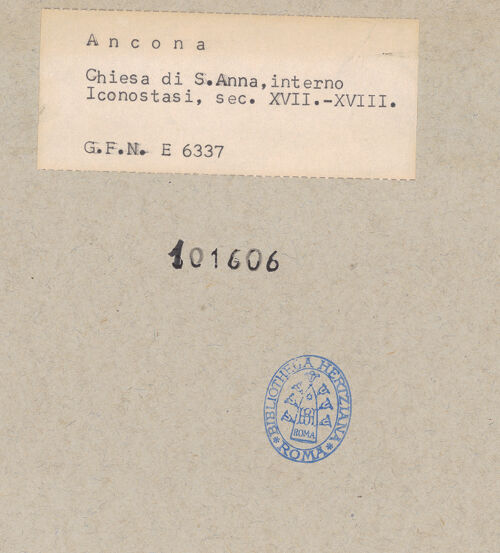 Ancona
Chiesa di S.Anna,interno
Iconostasi, sec. XVII.-XVIII.
G.F.N. E 6337
101606
BIBLIOTHECA HERTZIANA
ROMA
* ROMA *